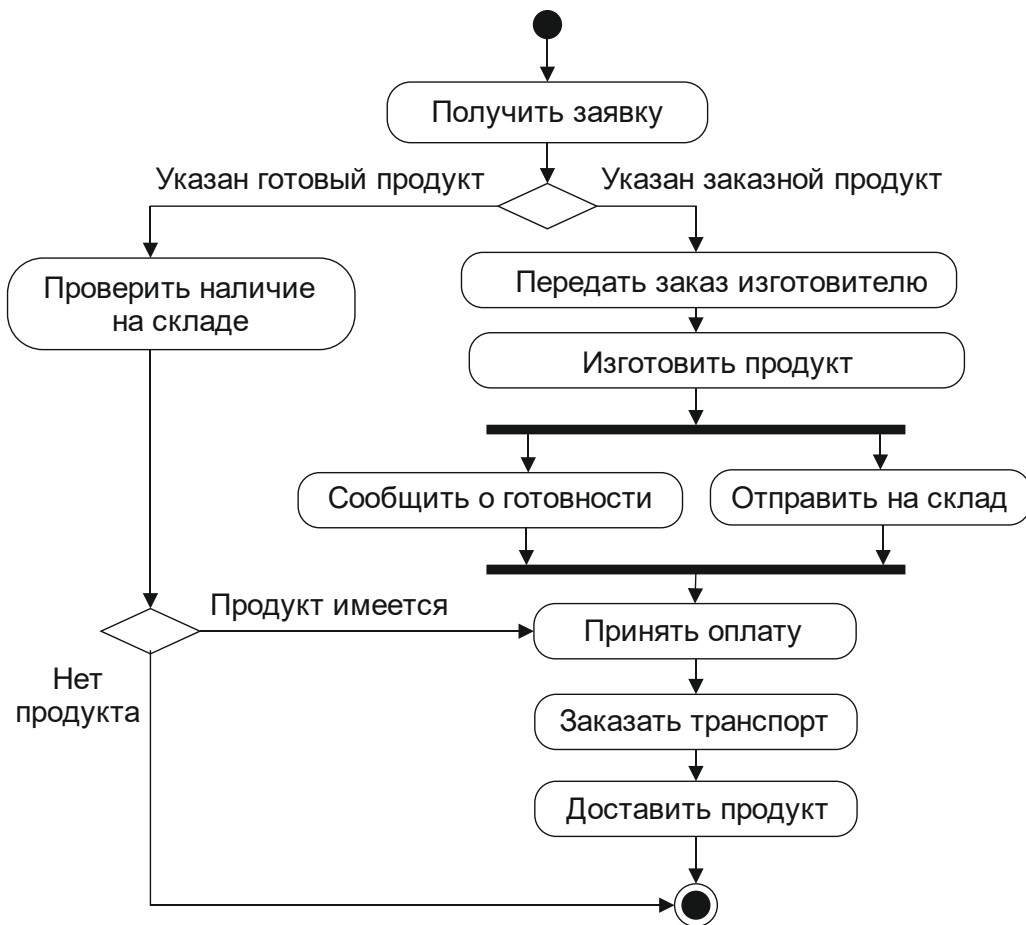 Получить заявку
Указан готовый продукт
Указан заказной продукт
Проверить наличие
на складе
Передать заказ изготовителю
Изготовить продукт
Сообщить о готовности
Отправить на склад
Продукт имеется
Принять оплату
Нет
продукта
Заказать транспорт
Доставить продукт